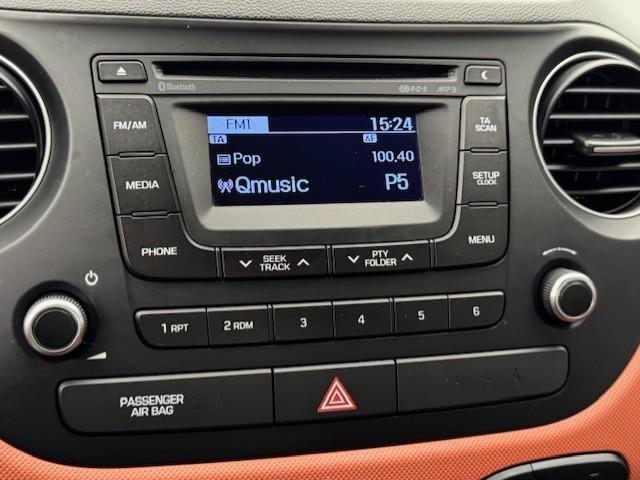 Bluetooth R·D·S MP3
FM/AM
MEDIA
PHONE
FM1 15:24
TA AF
Pop 100.40
Qmusic P5
TA
SCAN
SETUP
CLOCK
MENU
SEEK
TRACK
PTY
FOLDER
1 RPT 2 RDM 3 4 5 6
PASSENGER
AIR BAG